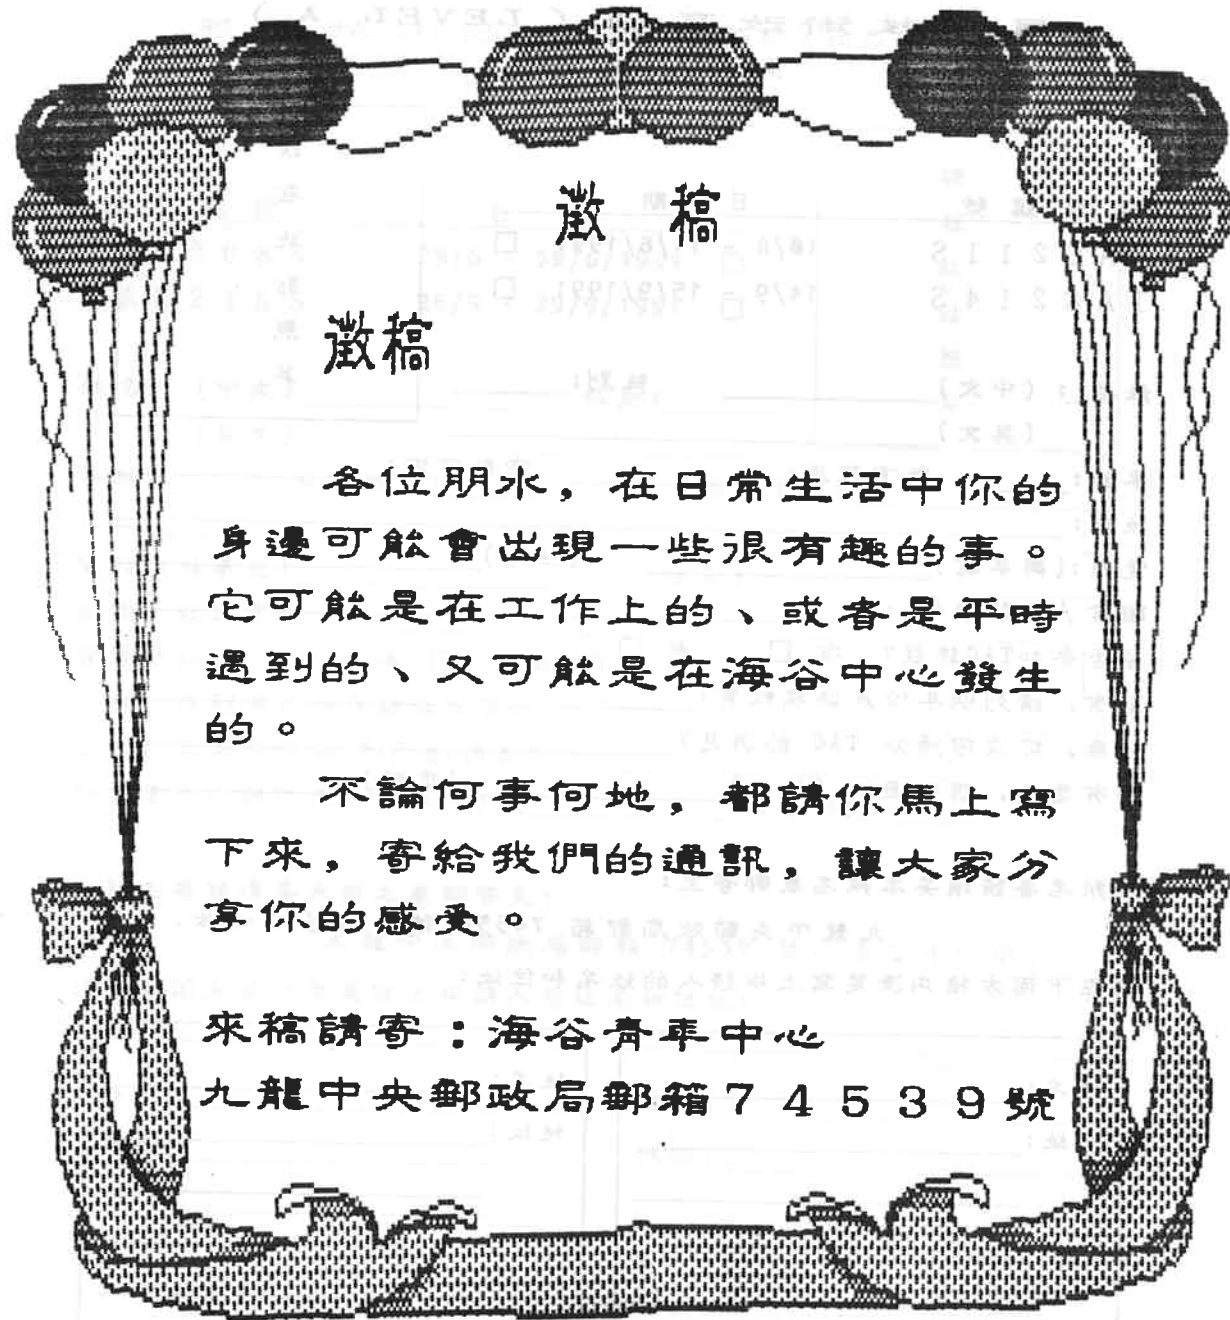 徵稿
徵稿
各位朋水，在日常生活中你的
身邊可能會出現一些很有趣的事。
它可能是在工作上的、或者是平時
遇到的、又可能是在海谷中心發生
的。
不論何事何地，都請你馬上寫
下來，寄給我們的通訊，讓大家分
享你的感受。
來稿請寄：海谷青年中心
九龍中央郵政局郵箱７４５３９號